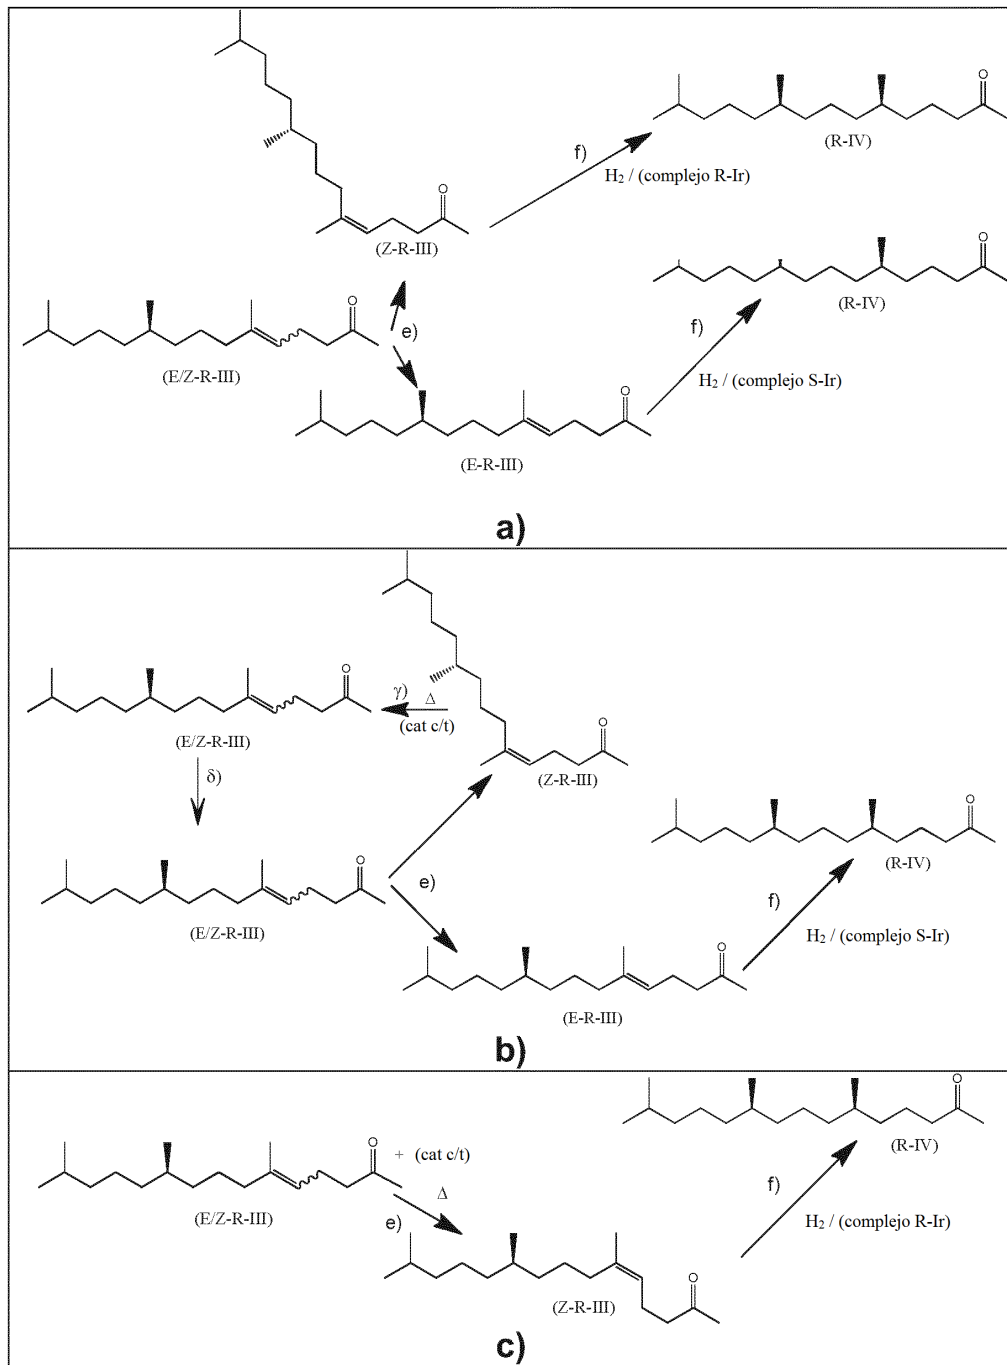 O
(R-IV)
f)
H₂ / (complejo R-Ir)
O
(Z-R-III)
O
(R-IV)
f)
H₂ / (complejo S-Ir)
O
e)
(E/Z-R-III)
O
(E-R-III)
a)
O
γ)
Δ
(cat c/t)
(E/Z-R-III)
O
(Z-R-III)
δ)
O
(R-IV)
O
e)
(E/Z-R-III)
f)
H₂ / (complejo S-Ir)
O
(E-R-III)
b)
O
(R-IV)
O
+ (cat c/t)
Δ
e)
(E/Z-R-III)
f)
H₂ / (complejo R-Ir)
O
(Z-R-III)
c)